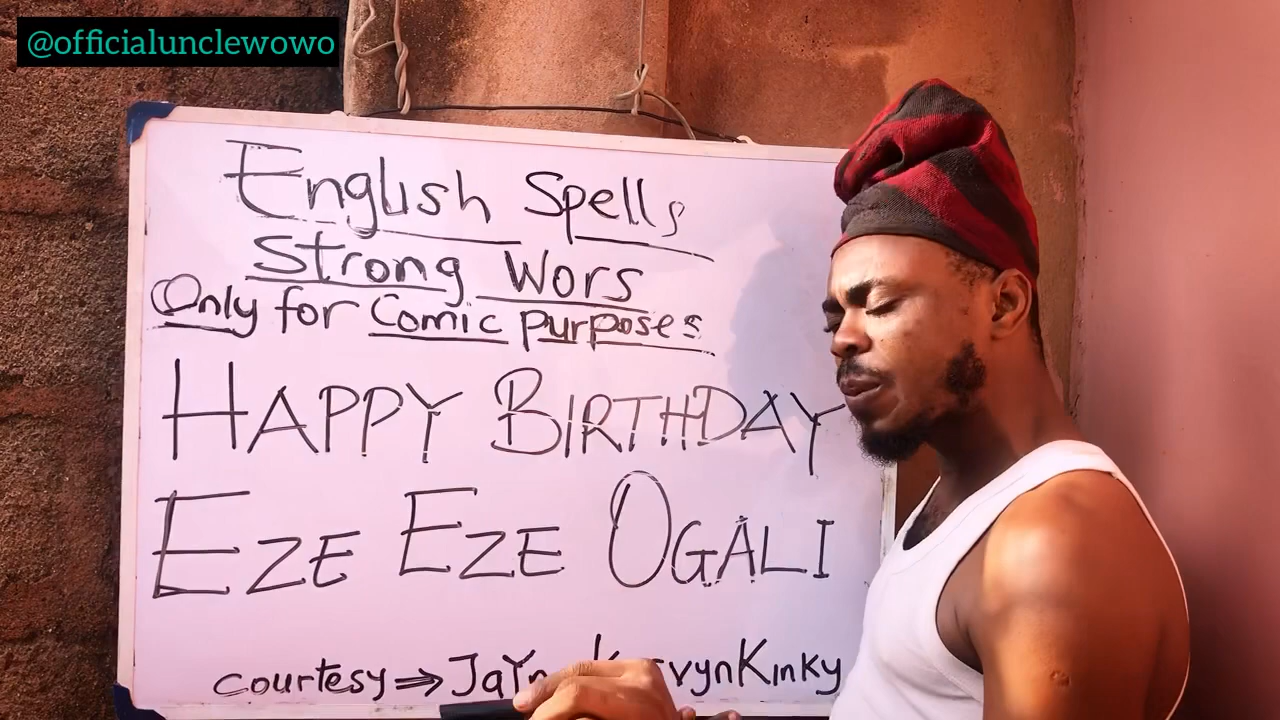 @officialunclewowo
English Spells
Strong Wors
Only for Comic purposes
HAPPY BIRTHDAY
EZE EZE OGALI
courtesy ⇒